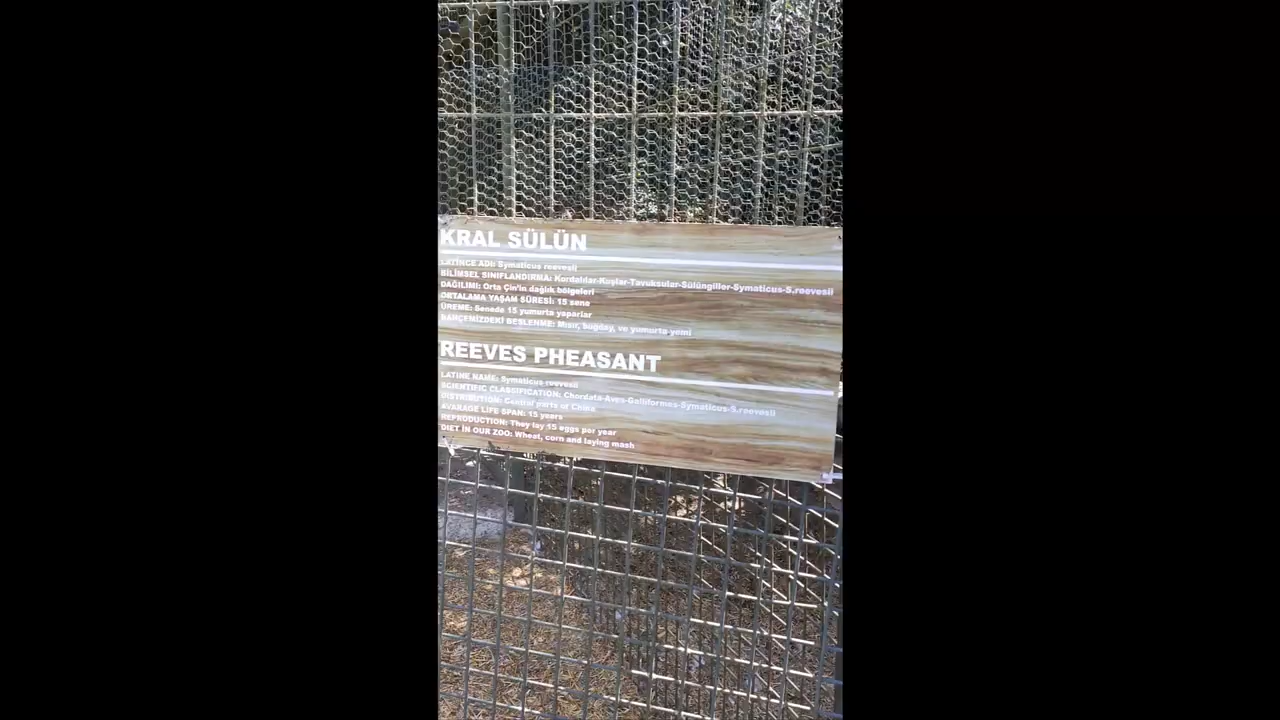 KRAL SÜLÜN
LATİNCE ADI: Symaticus reevesii
BİLİMSEL SINIFLANDIRMA: Kordalılar-Kuşlar-Tavuksular-Sülüngiller-Symaticus-S.reevesii
DAĞILIMI: Orta Çin'in dağlık bölgeleri
ORTALAMA YAŞAM SÜRESİ: 15 sene
ÜREME: Senede 15 yumurta yaparlar
BAHÇEMİZDEKİ BESLENME: Mısır, buğday, ve yumurta yemi
REEVES PHEASANT
LATINE NAME: Symaticus reevesii
SCIENTIFIC CLASSIFICATION: Chordata-Aves-Galliformes-Symaticus-S.reevesii
DISTRIBUTION: Central parts of China
AVARAGE LIFE SPAN: 15 years
REPRODUCTION: They lay 15 eggs per year
DIET İN OUR ZOO: Wheat, corn and laying mash